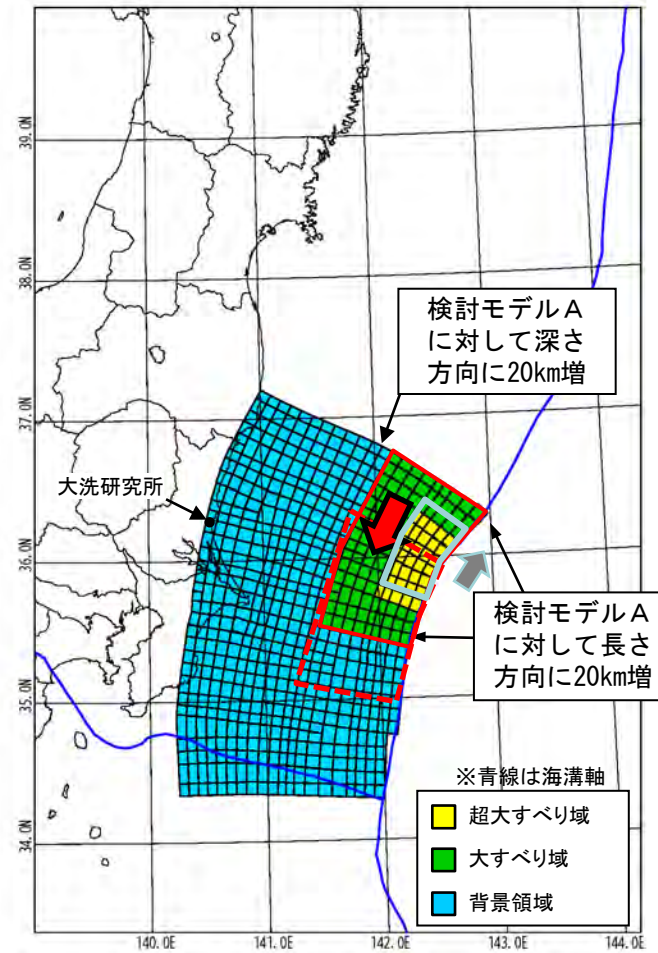 39.0N
38.0N
検討モデルA
に対して深さ
方向に20km増
37.0N
大洗研究所
36.0N
検討モデルA
に対して長さ
方向に20km増
35.0N
※青線は海溝軸
超大すべり域
大すべり域
背景領域
34.0N
140.0E 141.0E 142.0E 143.0E 144.0E